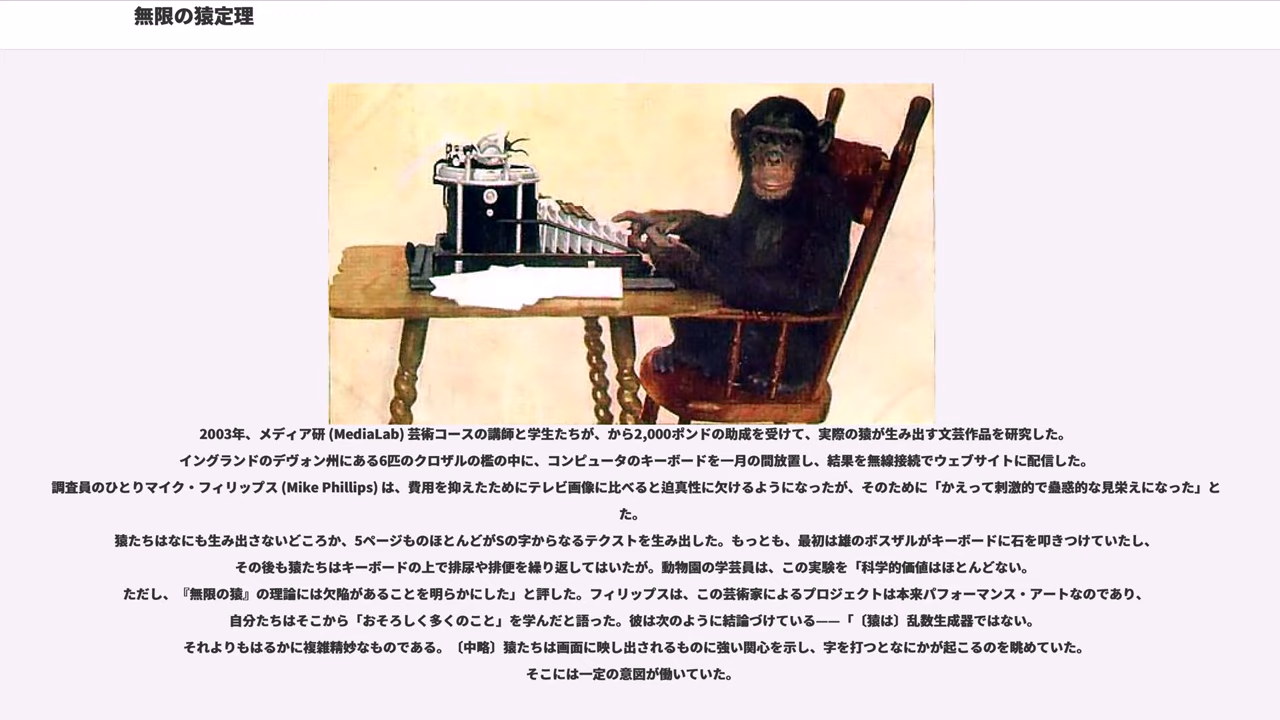 無限の猿定理
2003年、メディア研 (MediaLab) 芸術コースの講師と学生たちが、から2,000ポンドの助成を受けて、実際の猿が生み出す文芸作品を研究した。
イングランドのデヴォン州にある6匹のクロザルの檻の中に、コンピュータのキーボードを一月の間放置し、結果を無線接続でウェブサイトに配信した。
調査員のひとりマイク・フィリップス (Mike Phillips) は、費用を抑えたためにテレビ画像に比べると迫真性に欠けるようになったが、そのために「かえって刺激的で蠱惑的な見栄えになった」と
た。
猿たちはなにも生み出さないどころか、5ページものほとんどがSの字からなるテクストを生み出した。もっとも、最初は雄のボスザルがキーボードに石を叩きつけていたし、
その後も猿たちはキーボードの上で排尿や排便を繰り返してはいたが。動物園の学芸員は、この実験を「科学的価値はほとんどない。
ただし、『無限の猿』の理論には欠陥があることを明らかにした」と評した。フィリップスは、この芸術家によるプロジェクトは本来パフォーマンス・アートなのであり、
自分たちはそこから「おそろしく多くのこと」を学んだと語った。彼は次のように結論づけている——「〔猿は〕乱数生成器ではない。
それよりもはるかに複雑精妙なものである。〔中略〕猿たちは画面に映し出されるものに強い関心を示し、字を打つとなにかが起こるのを眺めていた。
そこには一定の意図が働いていた。